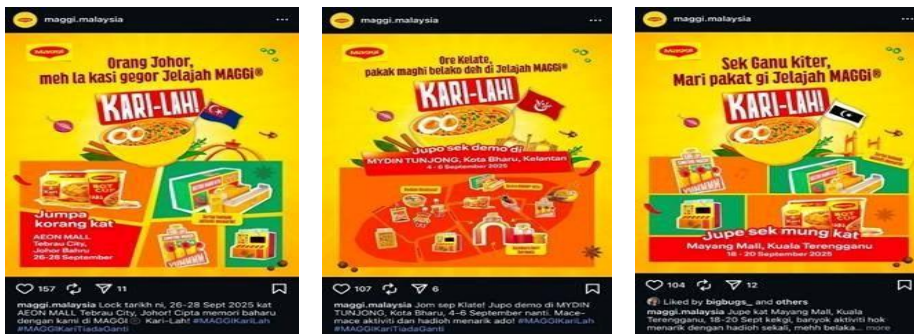 maggi.malaysia
Maggi
Orang Johor,
meh la kasi gegor Jelajah MAGGI®
KARI-LAH!
Jumpa
korang kat
AEON MALL
Tebrau City,
Johor Bahru
26-28 September
YUMMMM
157 11
maggi.malaysia Lock tarikh ni, 26-28 Sept 2025 kat
AEON MALL Tebrau City, Johor! Cipta memori baharu
dengan kami di MAGGI Kari-Lah! #MAGGIKariLah
#MAGGIKariTiadaGanti
maggi.malaysia
Maggi
Ore Kelate,
pakak maghi belako deh di Jelajah MAGGI®
KARI-LAH!
Jupo sek demo di
MYDIN TUNJONG, Kota Bharu, Kelantan
4-6 September 2025
107 6
maggi.malaysia Jom sep Klate! Jupo demo di MYDIN
TUNJONG, Kota Bharu, 4-6 September nanti. Mace-
mace aktiviti dan hadioh menarik ado! #MAGGIKariLah
#MAGGIKariTiadaGanti
maggi.malaysia
Maggi
Sek Ganu kiter,
Mari pakat gi Jelajah MAGGI®
KARI-LAH!
YUMMMM
Jupe sek mung kat
Mayang Mall, Kuala Terengganu
18 - 20 September 2025
104 12
Liked by bigbugs_ and others
maggi.malaysia Jupe kat Mayang Mall, Kuala
Terengganu, 18-20 Sept kekgi, banyok aktiviti hok
menarik dengan hadioh sekali, mehh belaka... more